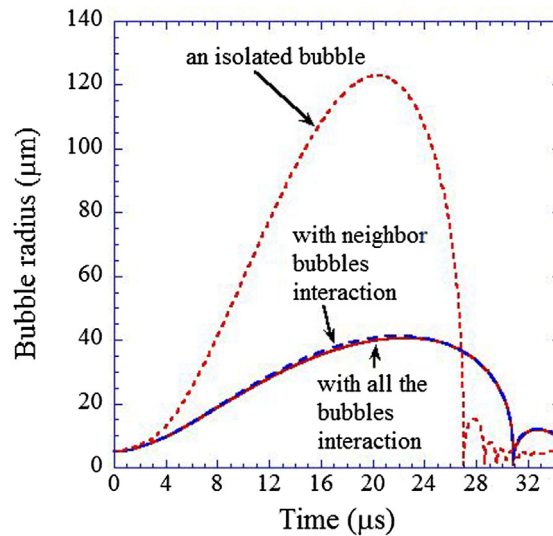 140
120
100
80
60
40
20
0
Bubble radius (μm)
an isolated bubble
with neighbor
bubbles
interaction
with all the
bubbles
interaction
0 4 8 12 16 20 24 28 32
Time (μs)